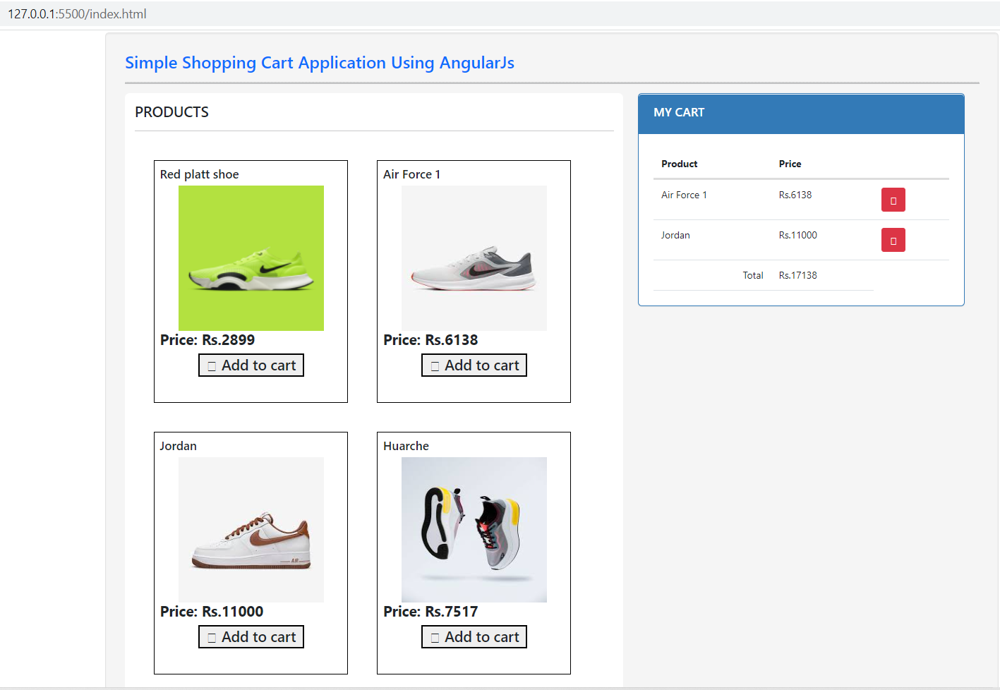 127.0.0.1:5500/index.html
Simple Shopping Cart Application Using AngularJs
PRODUCTS
Red platt shoe
Air Force 1
Price: Rs.2899
Price: Rs.6138
Add to cart
Add to cart
Jordan
Huarche
AIR
Price: Rs.11000
Price: Rs.7517
Add to cart
Add to cart
MY CART
Product Price
Air Force 1 Rs.6138
Jordan Rs.11000
Total Rs.17138